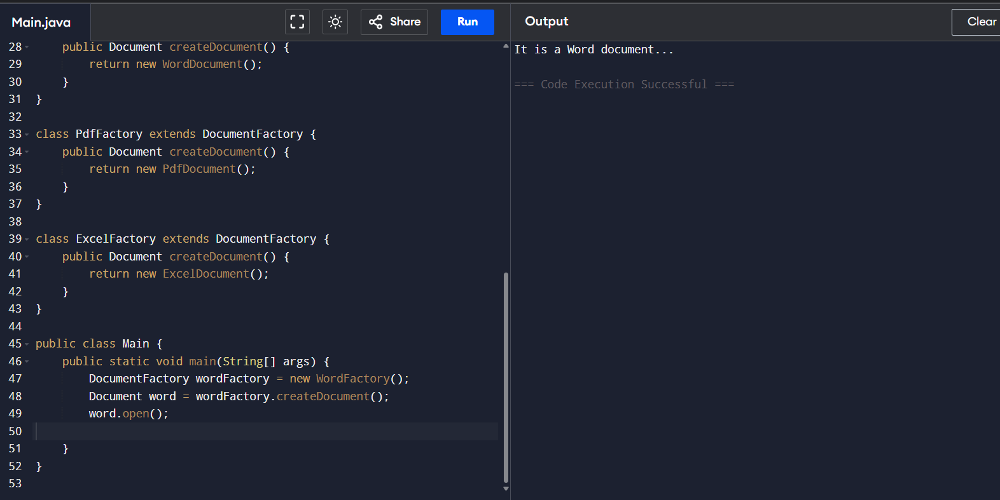 Main.java
Share
Run
Output
Clear
28     public Document createDocument() {
29         return new WordDocument();
30     }
31 }
32
33 class PdfFactory extends DocumentFactory {
34     public Document createDocument() {
35         return new PdfDocument();
36     }
37 }
38
39 class ExcelFactory extends DocumentFactory {
40     public Document createDocument() {
41         return new ExcelDocument();
42     }
43 }
44
45 public class Main {
46     public static void main(String[] args) {
47         DocumentFactory wordFactory = new WordFactory();
48         Document word = wordFactory.createDocument();
49         word.open();
50
51     }
52 }
53
It is a Word document...
=== Code Execution Successful ===